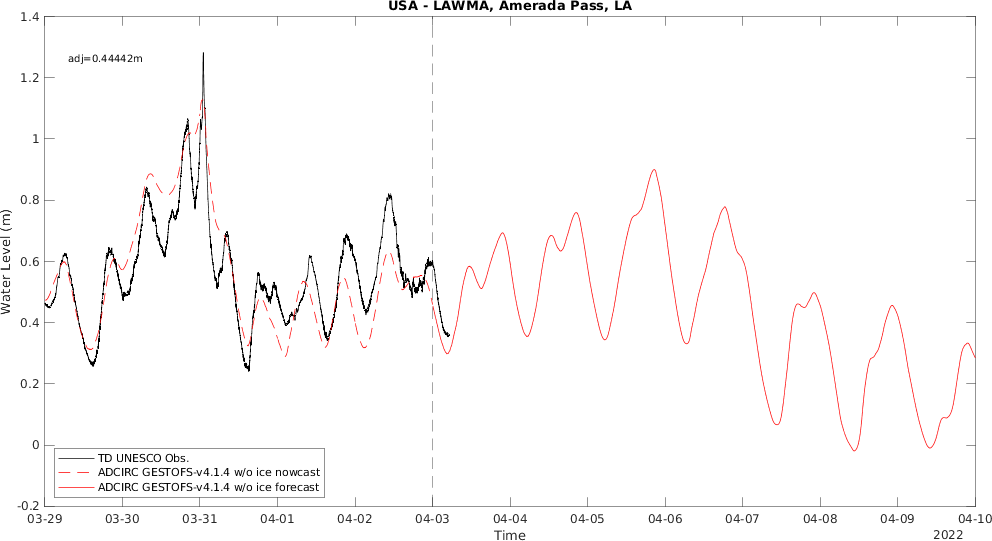 USA - LAWMA, Amerada Pass, LA
adj=0.44442m
1.4
1.2
1
0.8
0.6
0.4
0.2
0
-0.2
Water Level (m)
TD UNESCO Obs.
ADCIRC GESTOFS-v4.1.4 w/o ice nowcast
ADCIRC GESTOFS-v4.1.4 w/o ice forecast
03-29 03-30 03-31 04-01 04-02 04-03 04-04 04-05 04-06 04-07 04-08 04-09 04-10
Time
2022